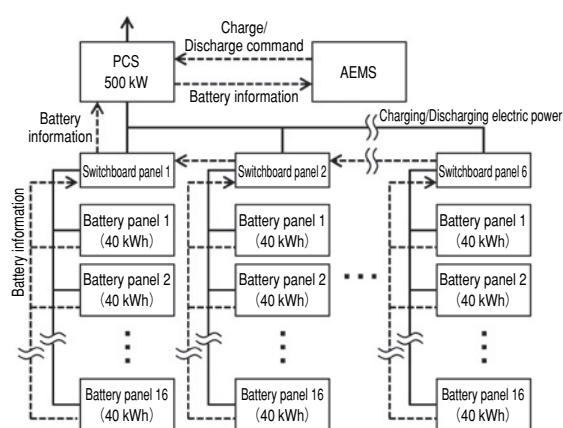 Charge/
Discharge command
PCS
500 kW
AEMS
Battery information
Battery
information
Charging/Discharging electric power
Switchboard panel 1
Switchboard panel 2
Switchboard panel 6
Battery information
Battery panel 1
(40 kWh)
Battery panel 1
(40 kWh)
Battery panel 1
(40 kWh)
Battery panel 2
(40 kWh)
Battery panel 2
(40 kWh)
Battery panel 2
(40 kWh)
Battery panel 16
(40 kWh)
Battery panel 16
(40 kWh)
Battery panel 16
(40 kWh)